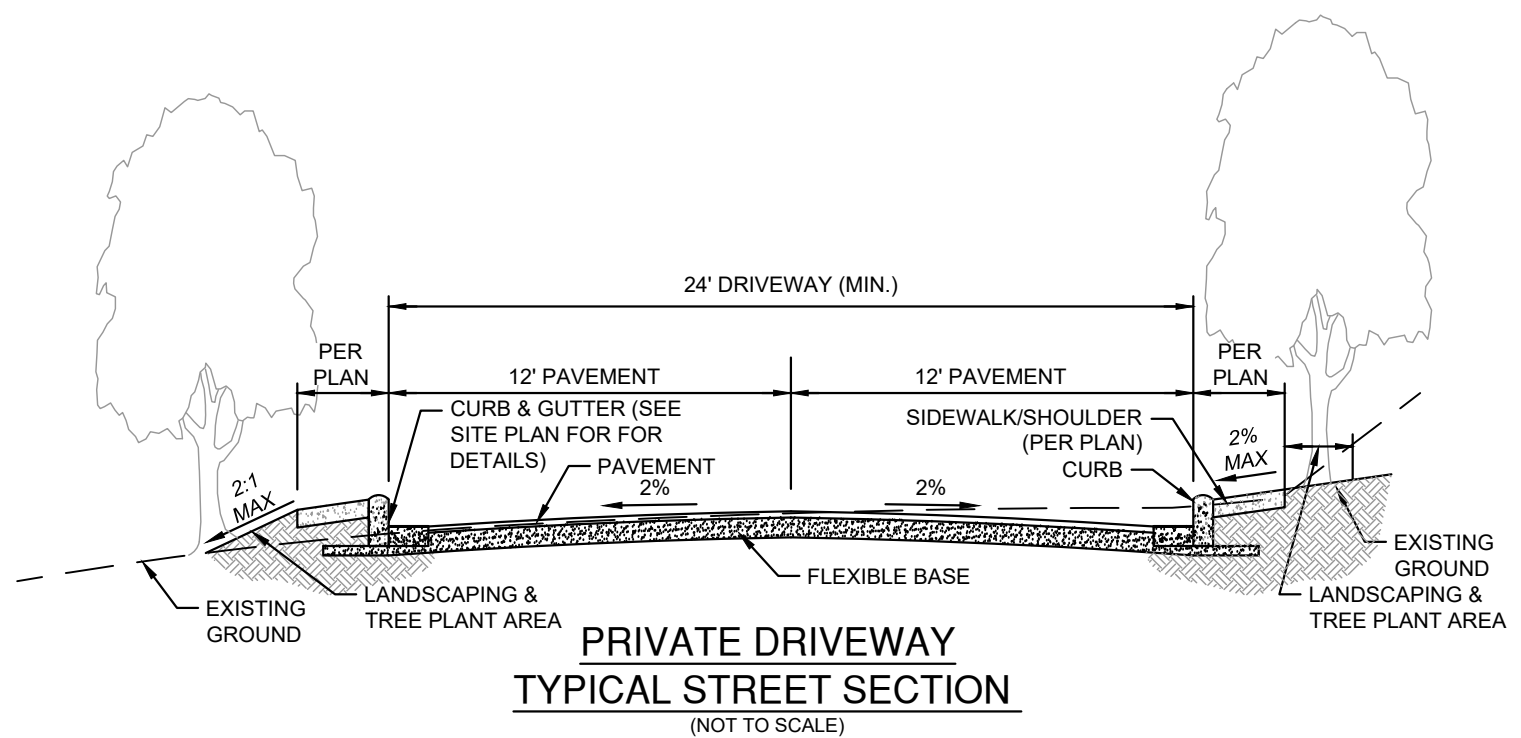 24' DRIVEWAY (MIN.)
PER
PLAN
12' PAVEMENT
12' PAVEMENT
PER
PLAN
CURB & GUTTER (SEE
SITE PLAN FOR FOR
DETAILS)
PAVEMENT
2%
2%
SIDEWALK/SHOULDER
(PER PLAN)
CURB
2%
MAX
2:1
MAX
FLEXIBLE BASE
EXISTING
GROUND
LANDSCAPING &
TREE PLANT AREA
EXISTING
GROUND
LANDSCAPING &
TREE PLANT AREA
PRIVATE DRIVEWAY
TYPICAL STREET SECTION
(NOT TO SCALE)